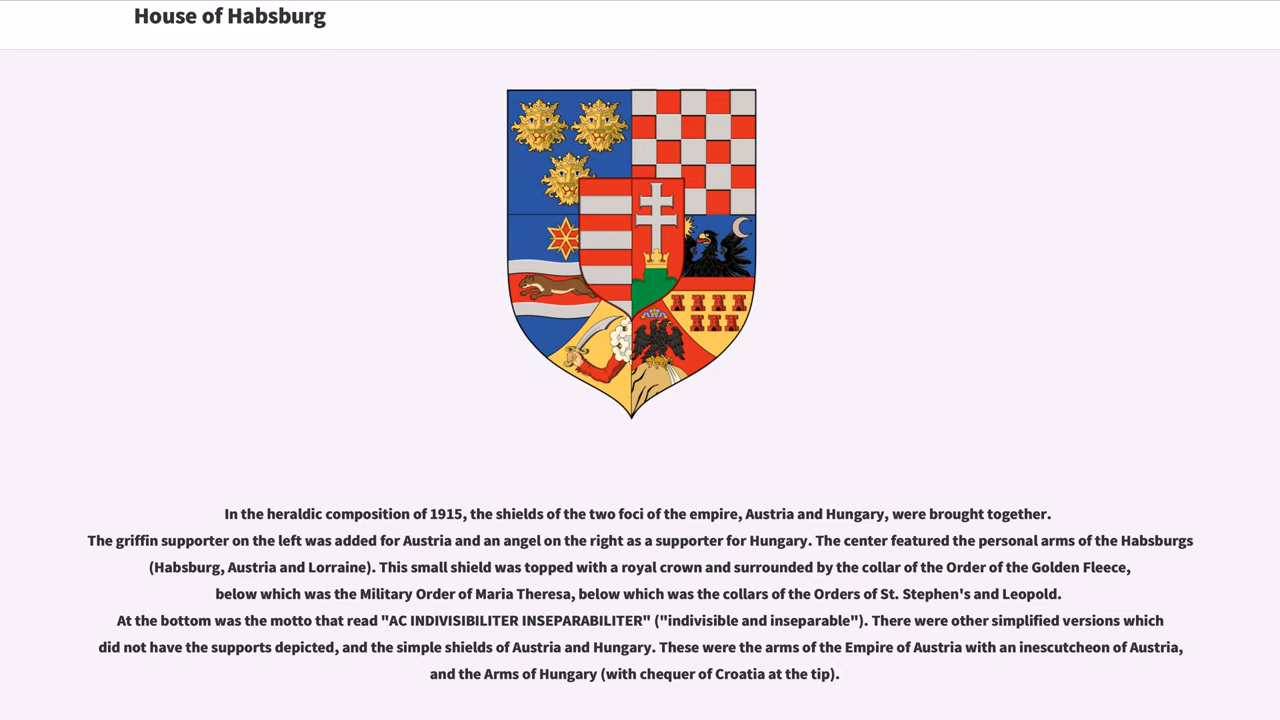 House of Habsburg
In the heraldic composition of 1915, the shields of the two foci of the empire, Austria and Hungary, were brought together.
The griffin supporter on the left was added for Austria and an angel on the right as a supporter for Hungary. The center featured the personal arms of the Habsburgs
(Habsburg, Austria and Lorraine). This small shield was topped with a royal crown and surrounded by the collar of the Order of the Golden Fleece,
below which was the Military Order of Maria Theresa, below which was the collars of the Orders of St. Stephen's and Leopold.
At the bottom was the motto that read "AC INDIVISIBILITER INSEPARABILITER" ("indivisible and inseparable"). There were other simplified versions which
did not have the supports depicted, and the simple shields of Austria and Hungary. These were the arms of the Empire of Austria with an inescutcheon of Austria,
and the Arms of Hungary (with chequer of Croatia at the tip).